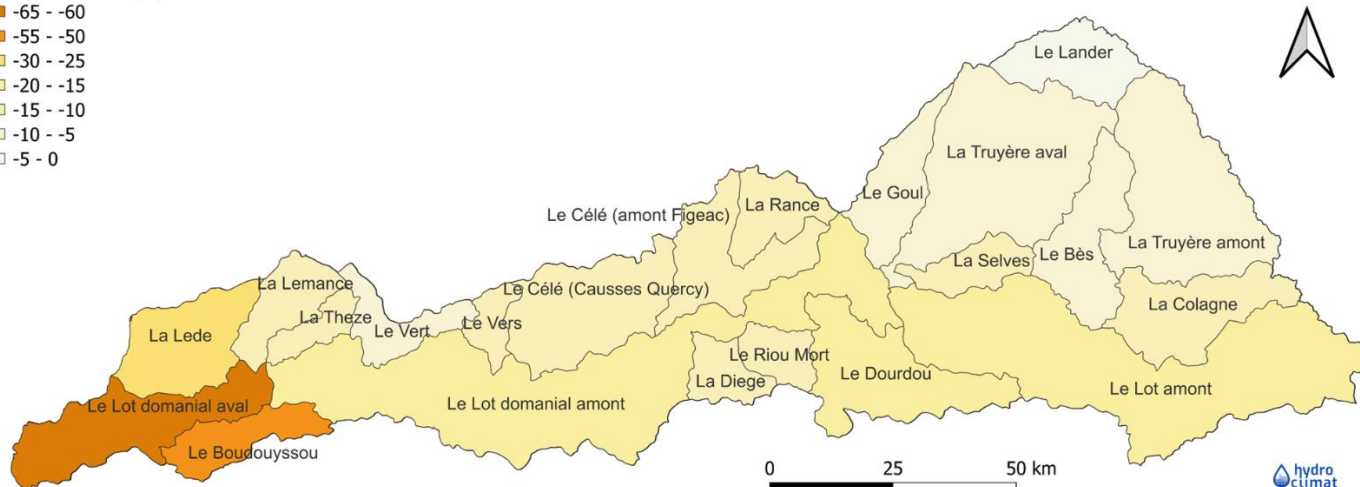 -65 - -60
-55 - -50
-30 - -25
-20 - -15
-15 - -10
-10 - -5
-5 - 0
Le Lander
La Truyère aval
Le Goul
La Rance
Le Célé (amont Figeac)
La Truyère amont
Le Bès
La Selves
La Lemance
Le Célé (Causses Quercy)
La Colagne
La Theze
Le Vers
Le Vert
La Lede
Le Riou Mort
La Diege
Le Dourdou
Le Lot amont
Le Lot domanial aval
Le Lot domanial amont
Le Boudouyssou
0 25 50 km
hydro
climat